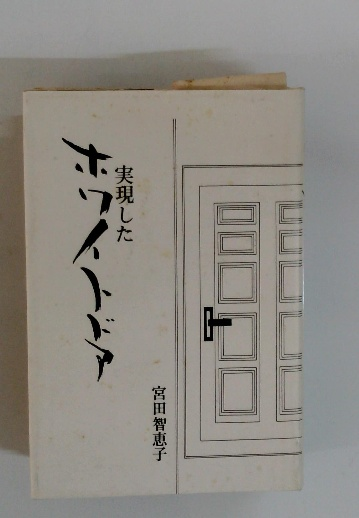 実現した
ホワイトドア
宮田智恵子